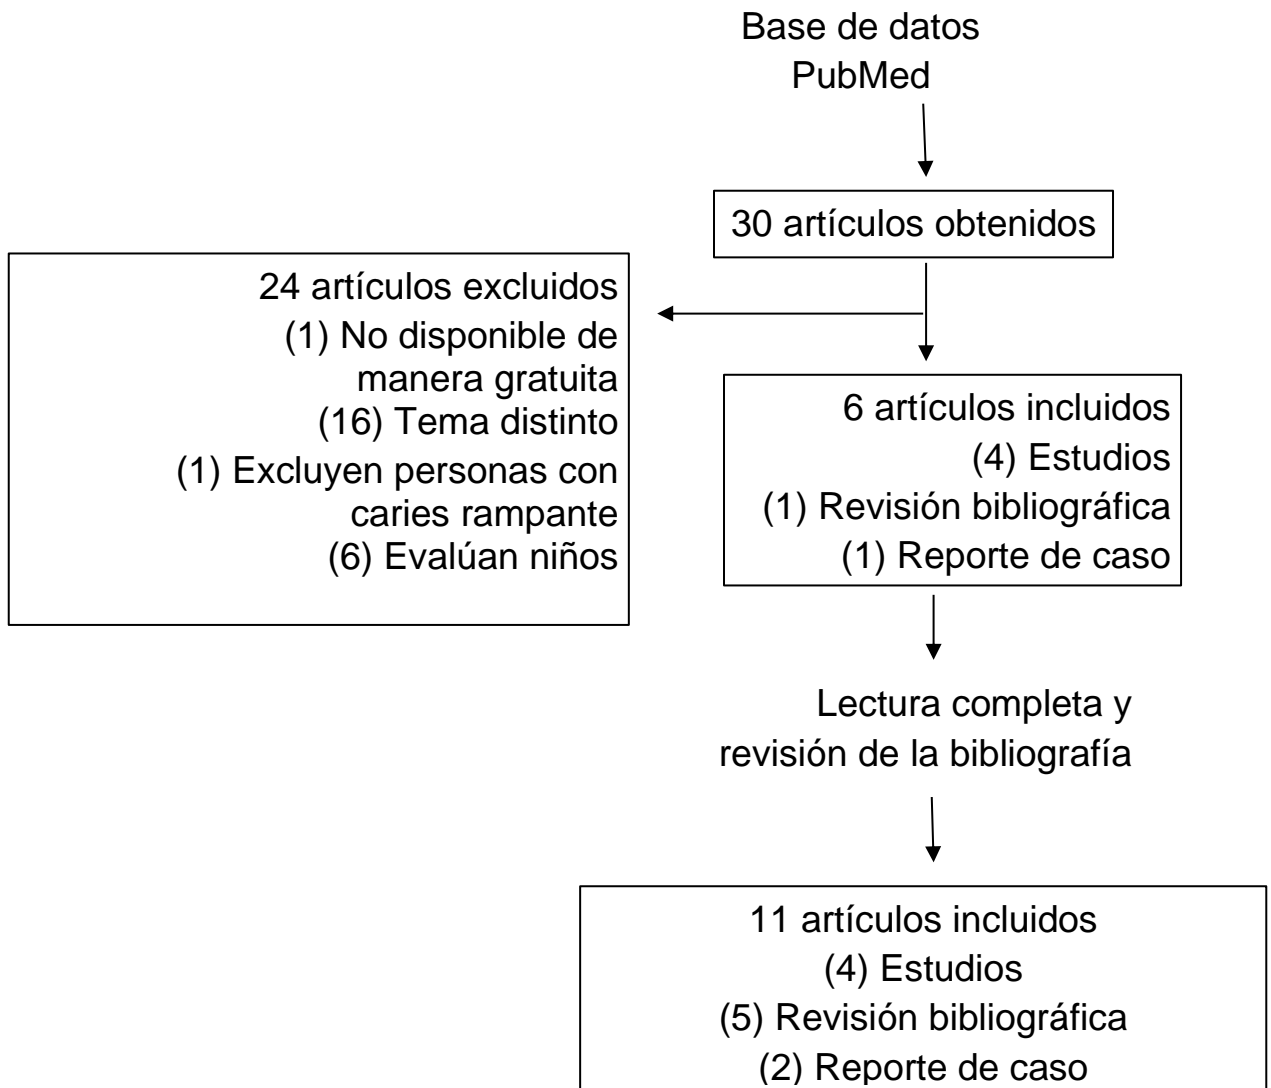 Base de datos
PubMed
30 artículos obtenidos
24 artículos excluidos
(1) No disponible de
manera gratuita
(16) Tema distinto
(1) Excluyen personas con
caries rampante
(6) Evalúan niños
6 artículos incluidos
(4) Estudios
(1) Revisión bibliográfica
(1) Reporte de caso
Lectura completa y
revisión de la bibliografía
11 artículos incluidos
(4) Estudios
(5) Revisión bibliográfica
(2) Reporte de caso